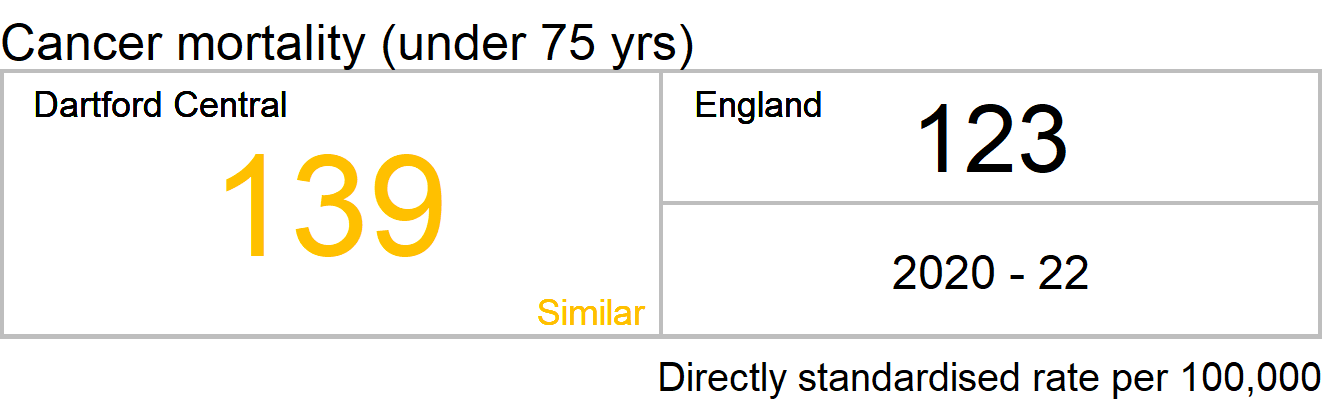 Cancer mortality (under 75 yrs)
Dartford Central
139
Similar
England
123
2020 - 22
Directly standardised rate per 100,000